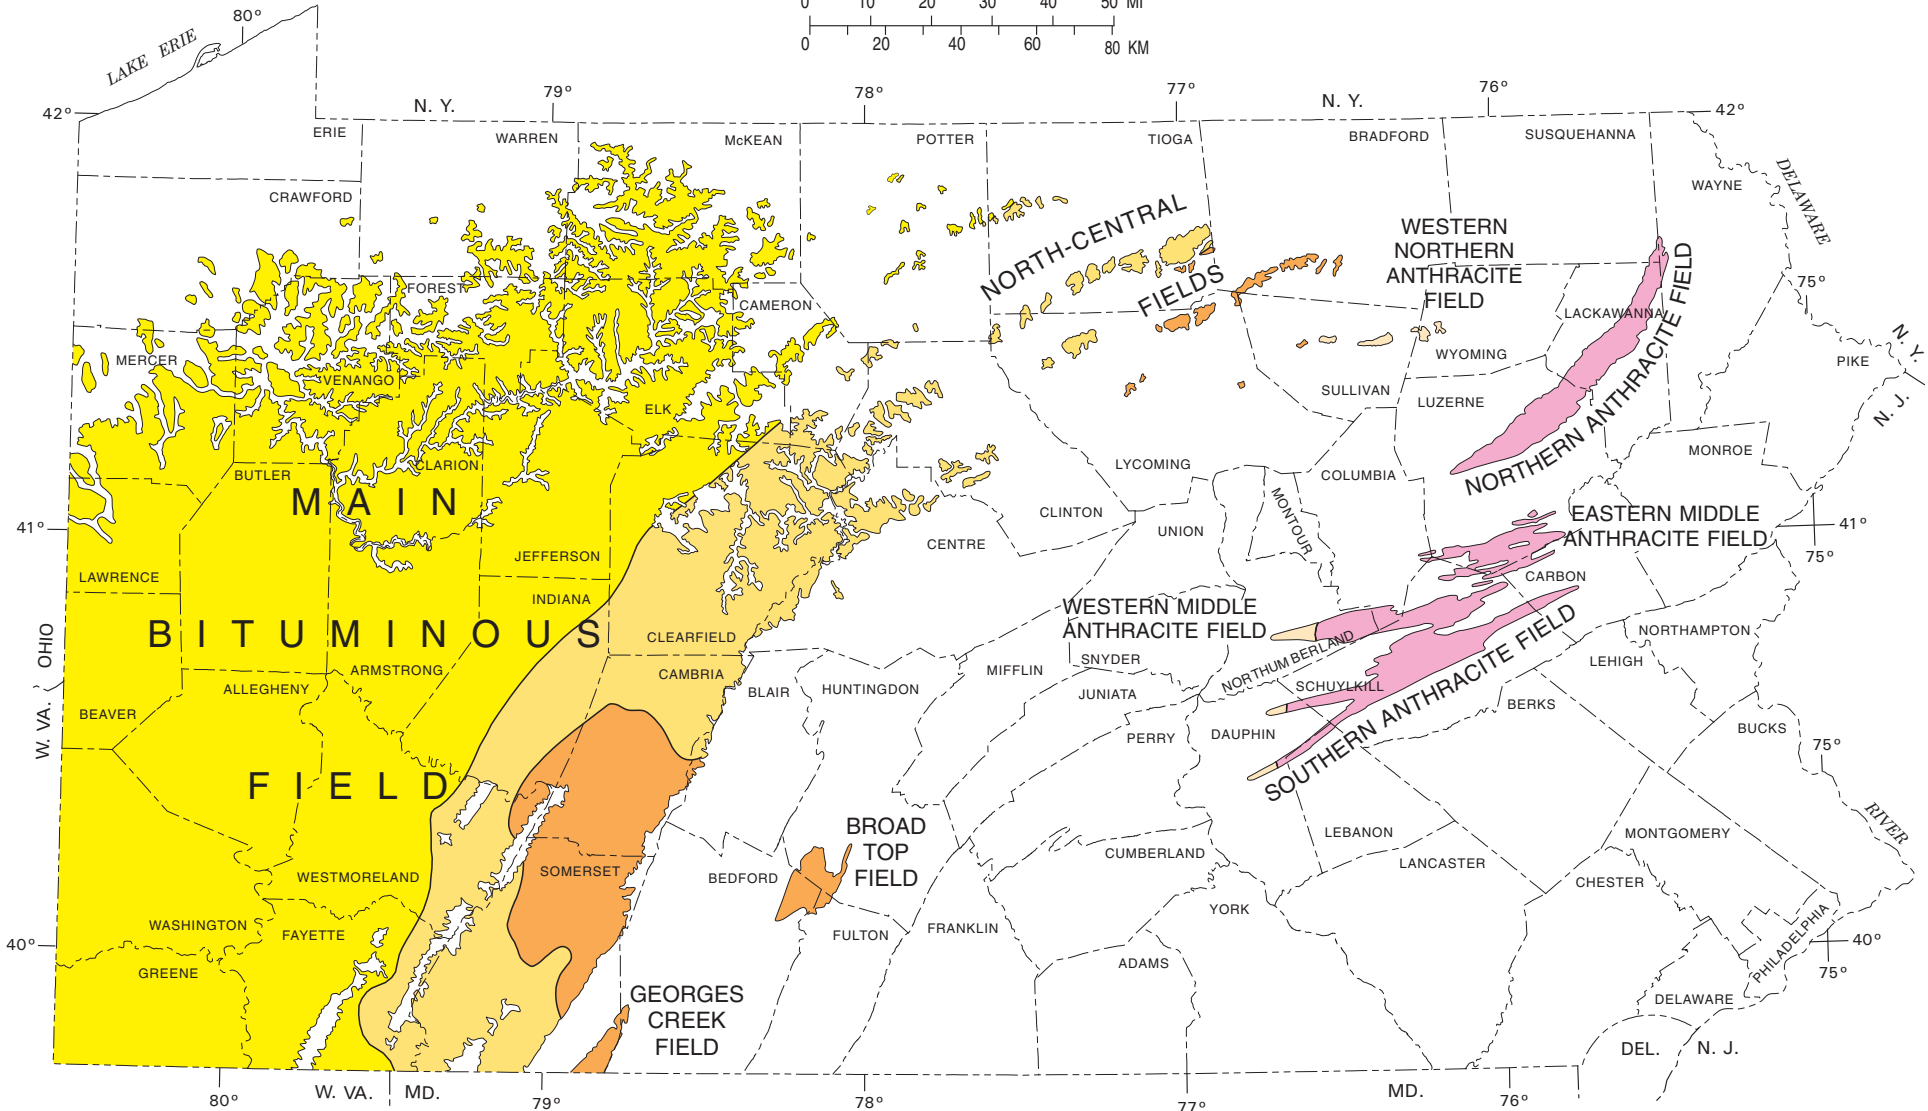 0 10 20 30 40 50 MI
0 20 40 60 80 KM
80°
LAKE ERIE
42°
N. Y.
79°
78°
77°
N. Y.
76°
42°
ERIE
WARREN
McKEAN
POTTER
TIOGA
BRADFORD
SUSQUEHANNA
WAYNE
DELAWARE
CRAWFORD
NORTH-CENTRAL
FIELDS
WESTERN
NORTHERN
ANTHRACITE
FIELD
FOREST
CAMERON
LACKAWANNA
75°
N. Y.
N. J.
PIKE
MERCER
VENANGO
ELK
WYOMING
SULLIVAN
LUZERNE
NORTHERN ANTHRACITE FIELD
MONROE
BUTLER
CLARION
LYCOMING
COLUMBIA
MONTOUR
MAIN
41°
CLINTON
UNION
CENTRE
EASTERN MIDDLE
ANTHRACITE FIELD
41°
75°
JEFFERSON
LAWRENCE
INDIANA
CARBON
BITUMINOUS
CLEARFIELD
WESTERN MIDDLE
ANTHRACITE FIELD
NORTHUMBERLAND
NORTHAMPTON
OHIO
W. VA.
ARMSTRONG
ALLEGHENY
CAMBRIA
BLAIR
HUNTINGDON
MIFFLIN
SNYDER
JUNIATA
SCHUYLKILL
LEHIGH
BEAVER
BERKS
BUCKS
PERRY
DAUPHIN
SOUTHERN ANTHRACITE FIELD
75°
FIELD
RIVER
BROAD
TOP
FIELD
LEBANON
MONTGOMERY
CUMBERLAND
LANCASTER
SOMERSET
WESTMORELAND
BEDFORD
CHESTER
YORK
WASHINGTON
FAYETTE
FULTON
FRANKLIN
PHILADELPHIA
40°
40°
75°
GREENE
ADAMS
DELAWARE
GEORGES
CREEK
FIELD
DEL.
N. J.
80°
W. VA.
MD.
79°
78°
77°
MD.
76°